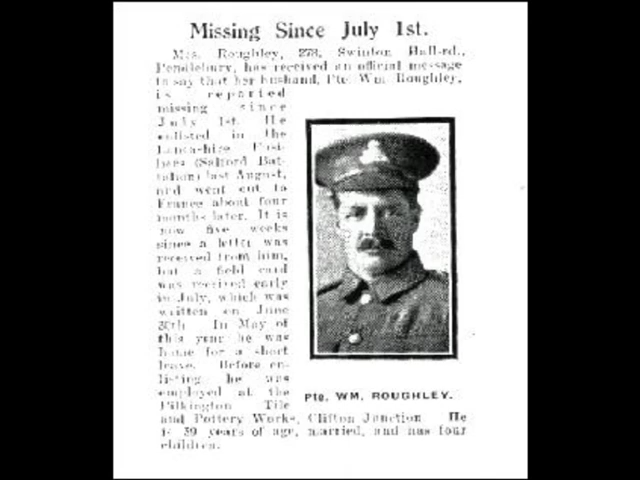 Missing Since July 1st.
Mrs. Roughley, 278, Swinton Hall-rd.,
Pendlebury, has received an official message
to say that her husband, Pte. Wm. Roughley,
is reported
missing since
July 1st. He
enlisted in the
Lancashire Fusi-
liers (Salford Bat-
talion) last August,
and went out to
France about four
months later. It is
now five weeks
since a letter was
received from him,
but a field card
was received early
in July, which was
written on June
30th. In May of
this year he was
home for a short
leave. Before en-
listing he was
employed at the
Pilkington Tile
and Pottery Works, Clifton Junction. He
is 39 years of age, married, and has four
children.
Pte. WM. ROUGHLEY.